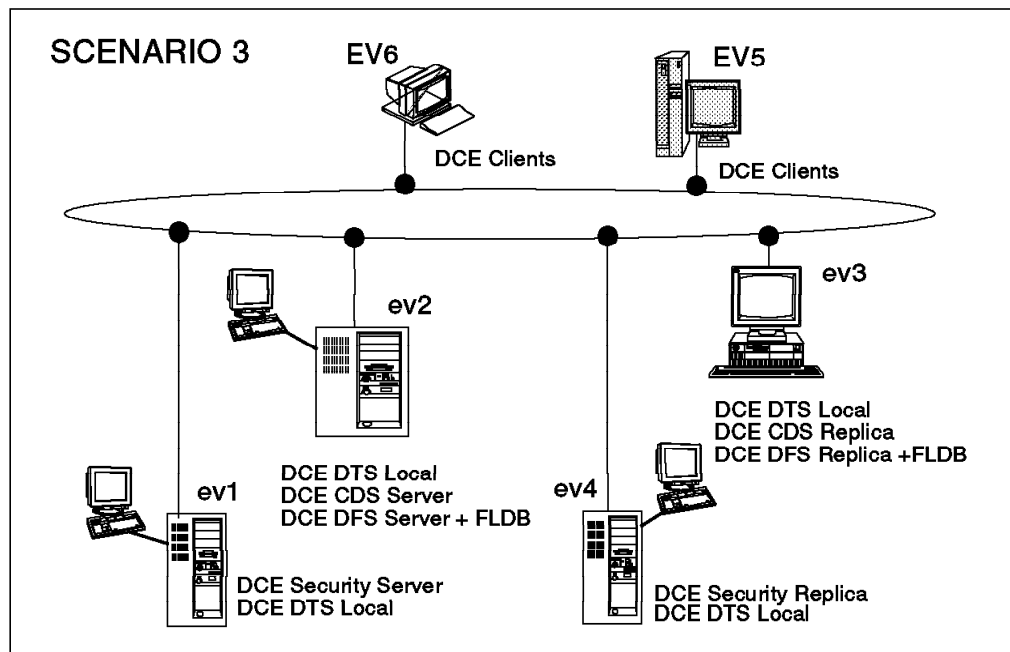 SCENARIO 3
EV6
EV5
DCE Clients
DCE Clients
ev2
ev3
DCE DTS Local
DCE CDS Replica
DCE DFS Replica +FLDB
DCE DTS Local
DCE CDS Server
DCE DFS Server + FLDB
ev1
ev4
DCE Security Server
DCE DTS Local
DCE Security Replica
DCE DTS Local